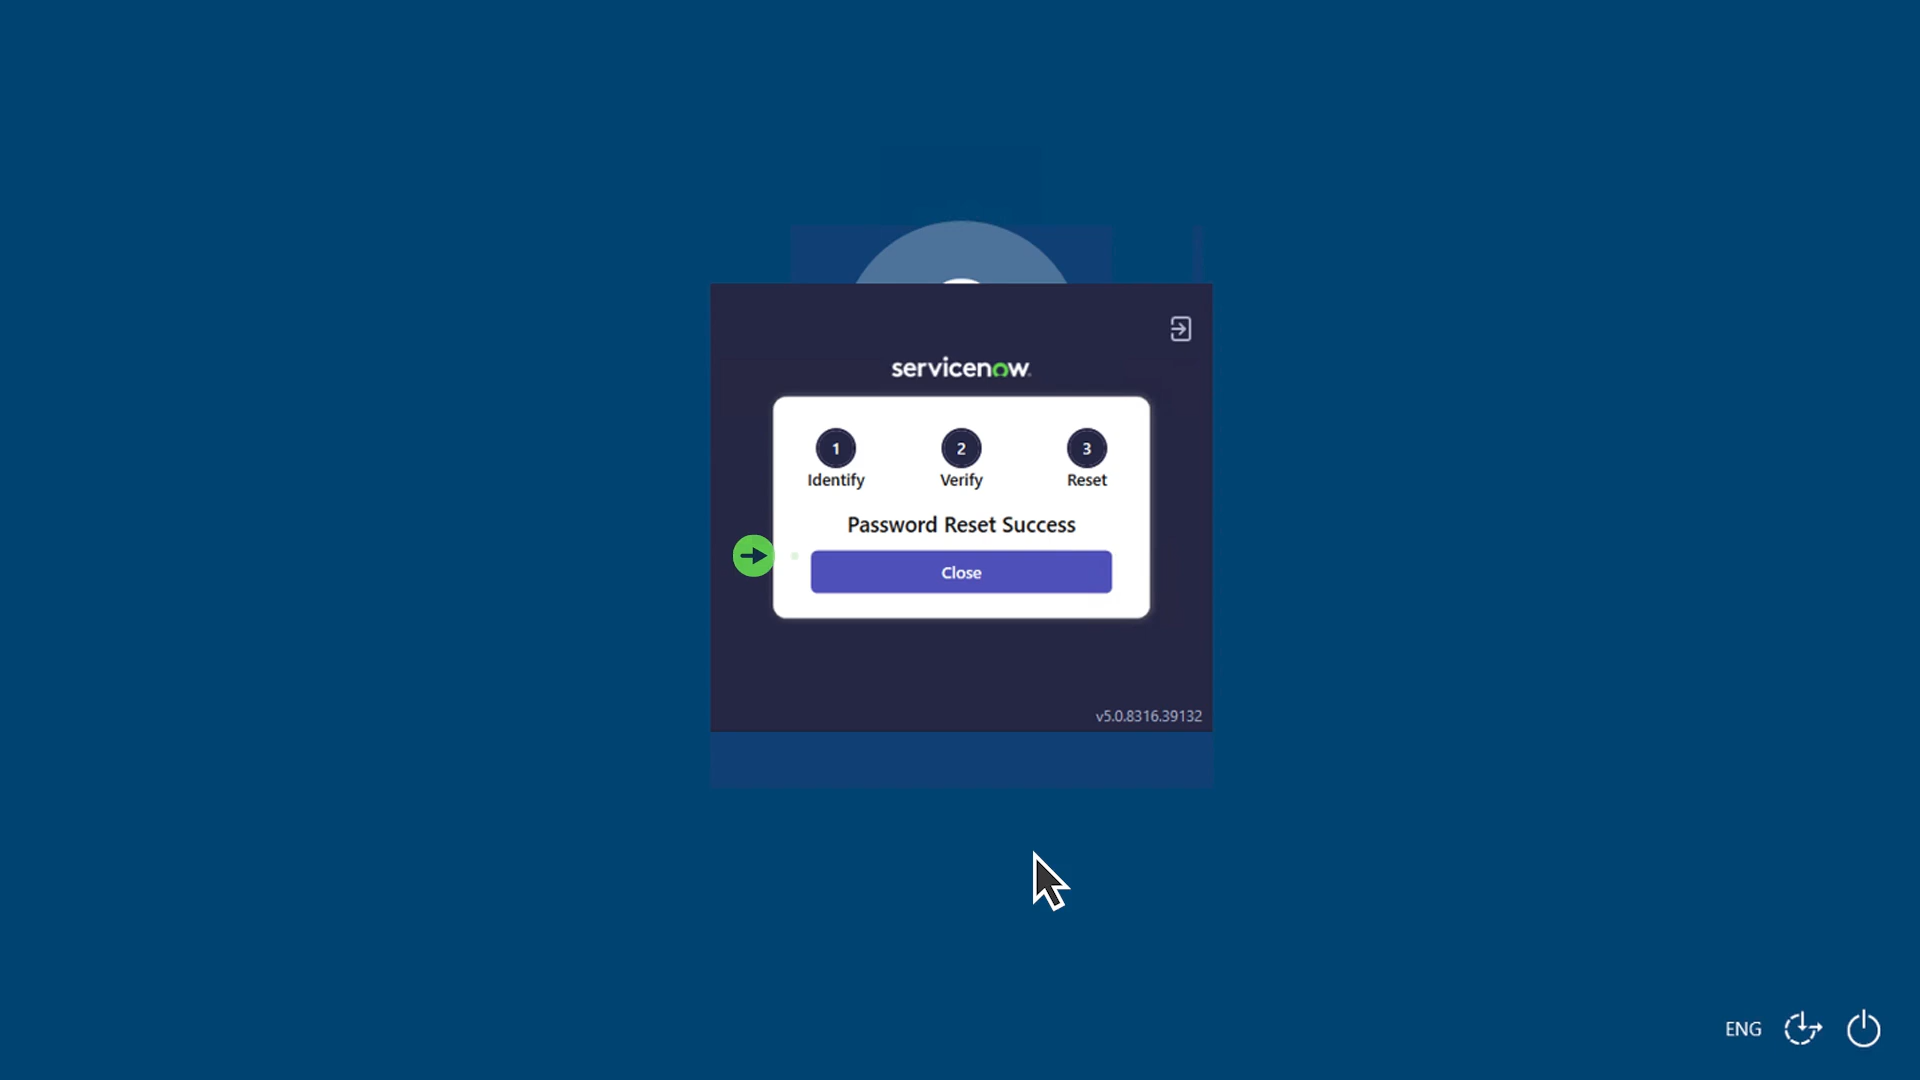 servicenow
1 2 3
Identify Verify Reset
Password Reset Success
Close
v5.0.8316.39132
ENG